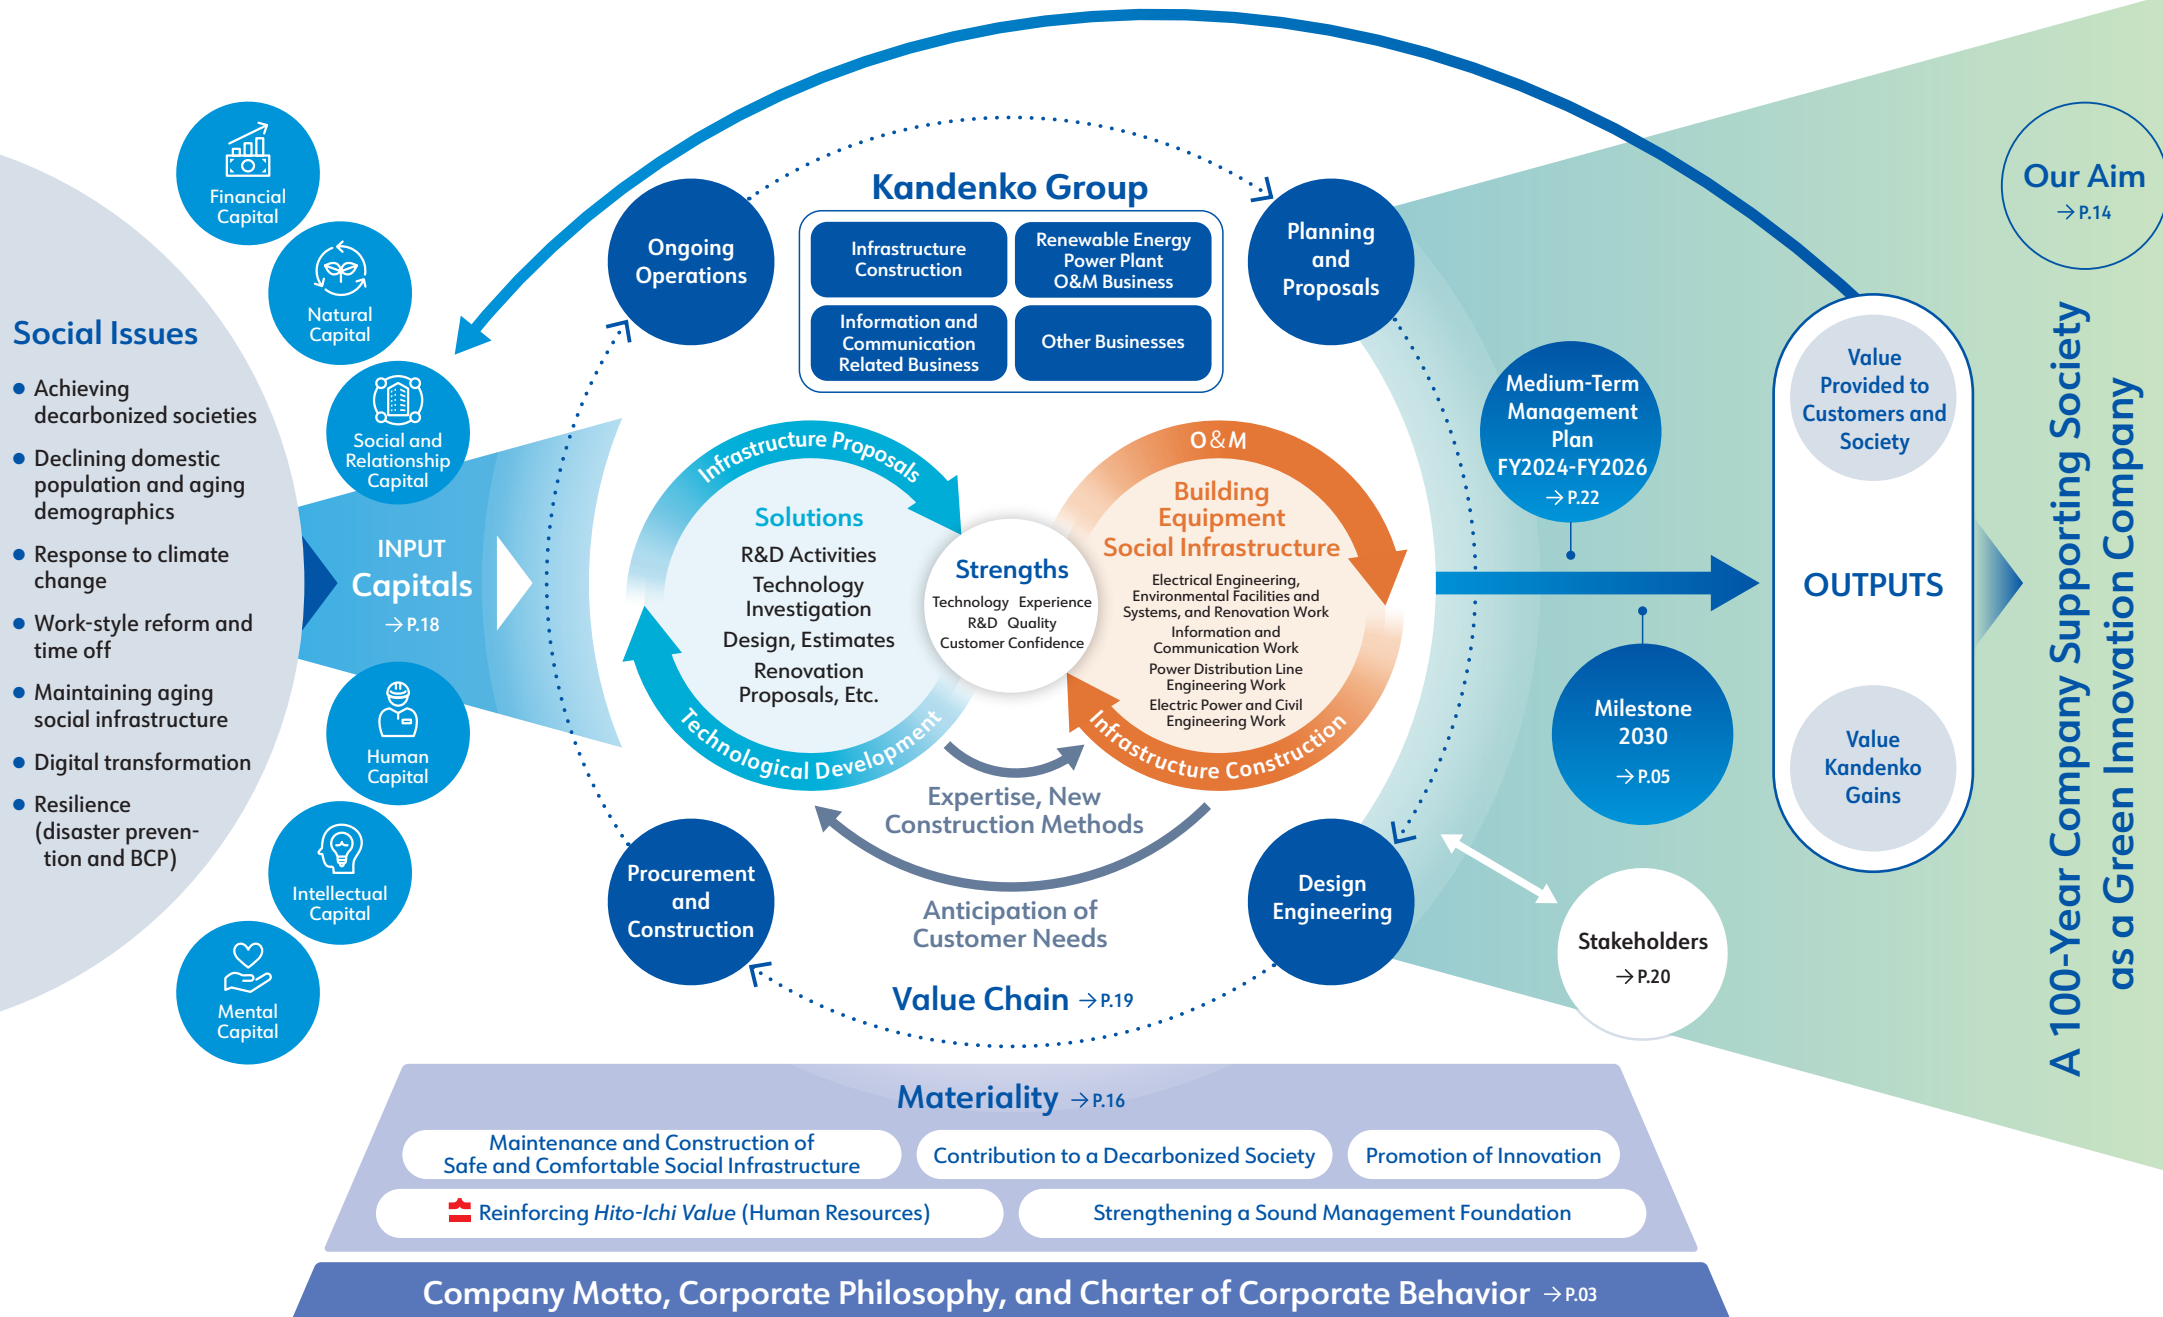 Social Issues
Achieving
decarbonized societies
Declining domestic
population and aging
demographics
Response to climate
change
Work-style reform and
time off
Maintaining aging
social infrastructure
Digital transformation
Resilience
(disaster preven-
tion and BCP)
Financial
Capital
Natural
Capital
Social and
Relationship
Capital
INPUT
Capitals
→ P.18
Human
Capital
Intellectual
Capital
Mental
Capital
Kandenko Group
Infrastructure
Construction
Renewable Energy
Power Plant
O&M Business
Information and
Communication
Related Business
Other Businesses
Ongoing
Operations
Planning
and
Proposals
Infrastructure Proposals
Solutions
R&D Activities
Technology
Investigation
Design, Estimates
Renovation
Proposals, Etc.
Technological Development
Strengths
Technology Experience
R&D Quality
Customer Confidence
O&M
Building
Equipment
Social Infrastructure
Electrical Engineering,
Environmental Facilities and
Systems, and Renovation Work
Information and
Communication Work
Power Distribution Line
Engineering Work
Electric Power and Civil
Engineering Work
Infrastructure Construction
Expertise, New
Construction Methods
Anticipation of
Customer Needs
Procurement
and
Construction
Design
Engineering
Value Chain → P.19
Medium-Term
Management
Plan
FY2024-FY2026
→ P.22
Milestone
2030
→ P.05
Stakeholders
→ P.20
Value
Provided to
Customers and
Society
OUTPUTS
Value
Kandenko
Gains
Our Aim
→ P.14
A 100-Year Company Supporting Society
as a Green Innovation Company
Materiality → P.16
Maintenance and Construction of
Safe and Comfortable Social Infrastructure
Contribution to a Decarbonized Society
Promotion of Innovation
Reinforcing Hito-Ichi Value (Human Resources)
Strengthening a Sound Management Foundation
Company Motto, Corporate Philosophy, and Charter of Corporate Behavior → P.03